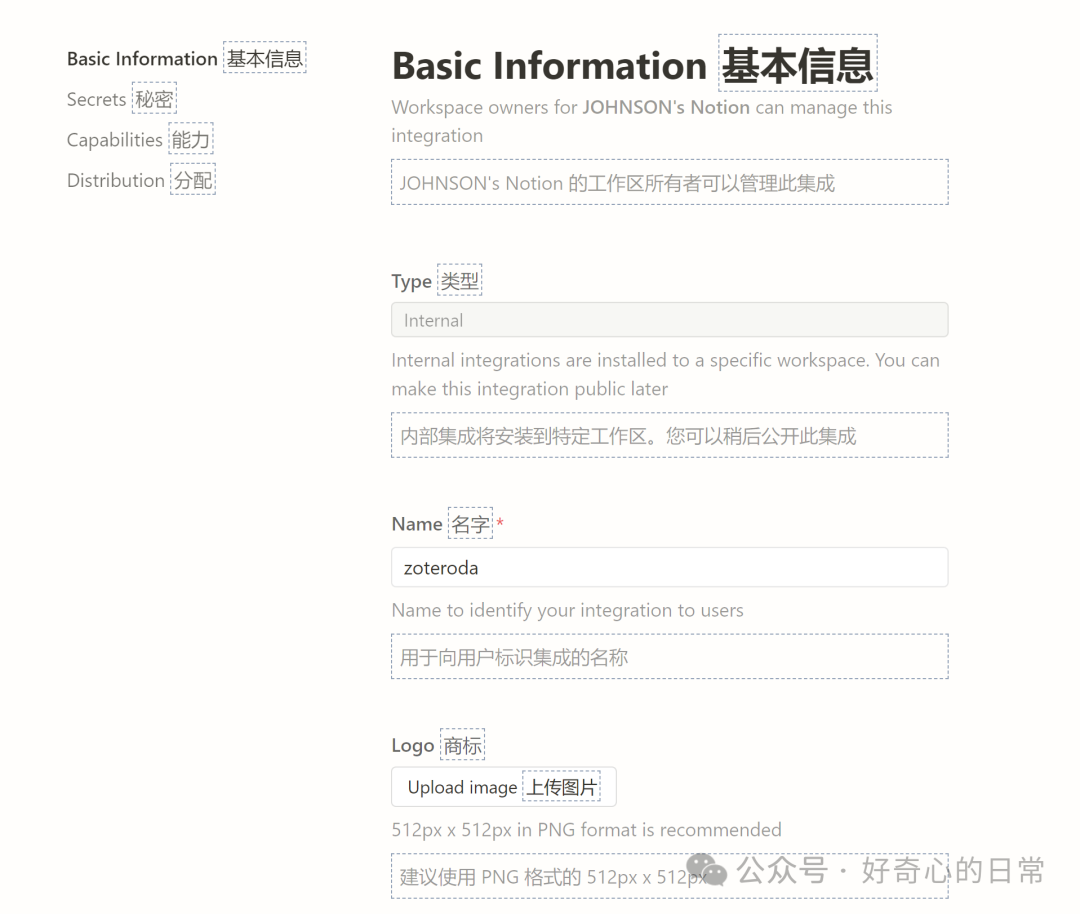 Basic Information 基本信息
Secrets 秘密
Capabilities 能力
Distribution 分配
Basic Information 基本信息
Workspace owners for JOHNSON's Notion can manage this
integration
JOHNSON's Notion 的工作区所有者可以管理此集成
Type 类型
Internal
Internal integrations are installed to a specific workspace. You can
make this integration public later
内部集成将安装到特定工作区。您可以稍后公开此集成
Name 名字 *
zoteroda
Name to identify your integration to users
用于向用户标识集成的名称
Logo 商标
Upload image 上传图片
512px x 512px in PNG format is recommended
建议使用 PNG 格式的 512px x 512px
公众号 · 好奇心的日常